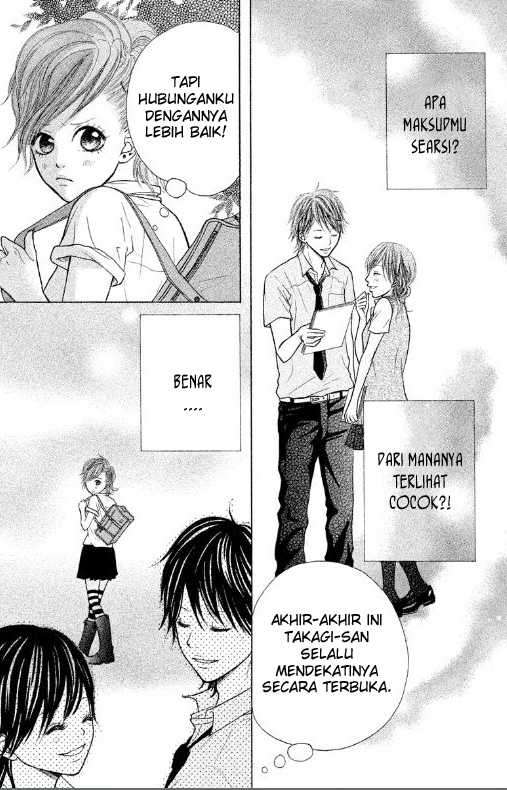 APA
MAKSUDMU
SEARSI?
DARI MANANYA
TERLIHAT
COCOK?!
AKHIR-AKHIR INI
TAKAGI-SAN
SELALU
MENDEKATINYA
SECARA TERBUKA.
TAPI
HUBUNGANKU
DENGANNYA
LEBIH BAIK!
BENAR
....